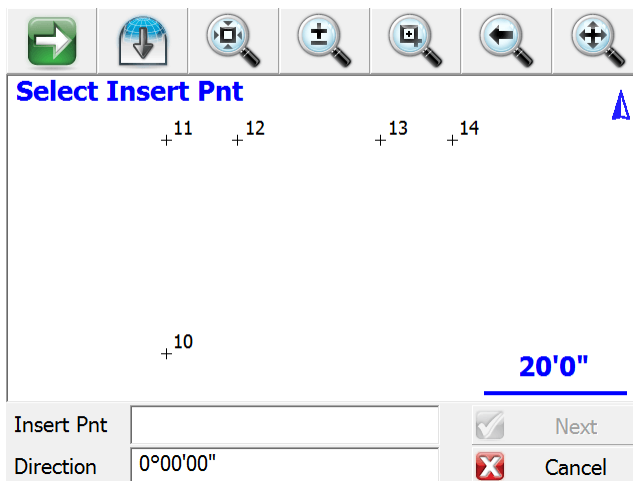 Select Insert Pnt
11 12 13 14
10
20'0"
Insert Pnt Next
Direction 0°00'00" Cancel